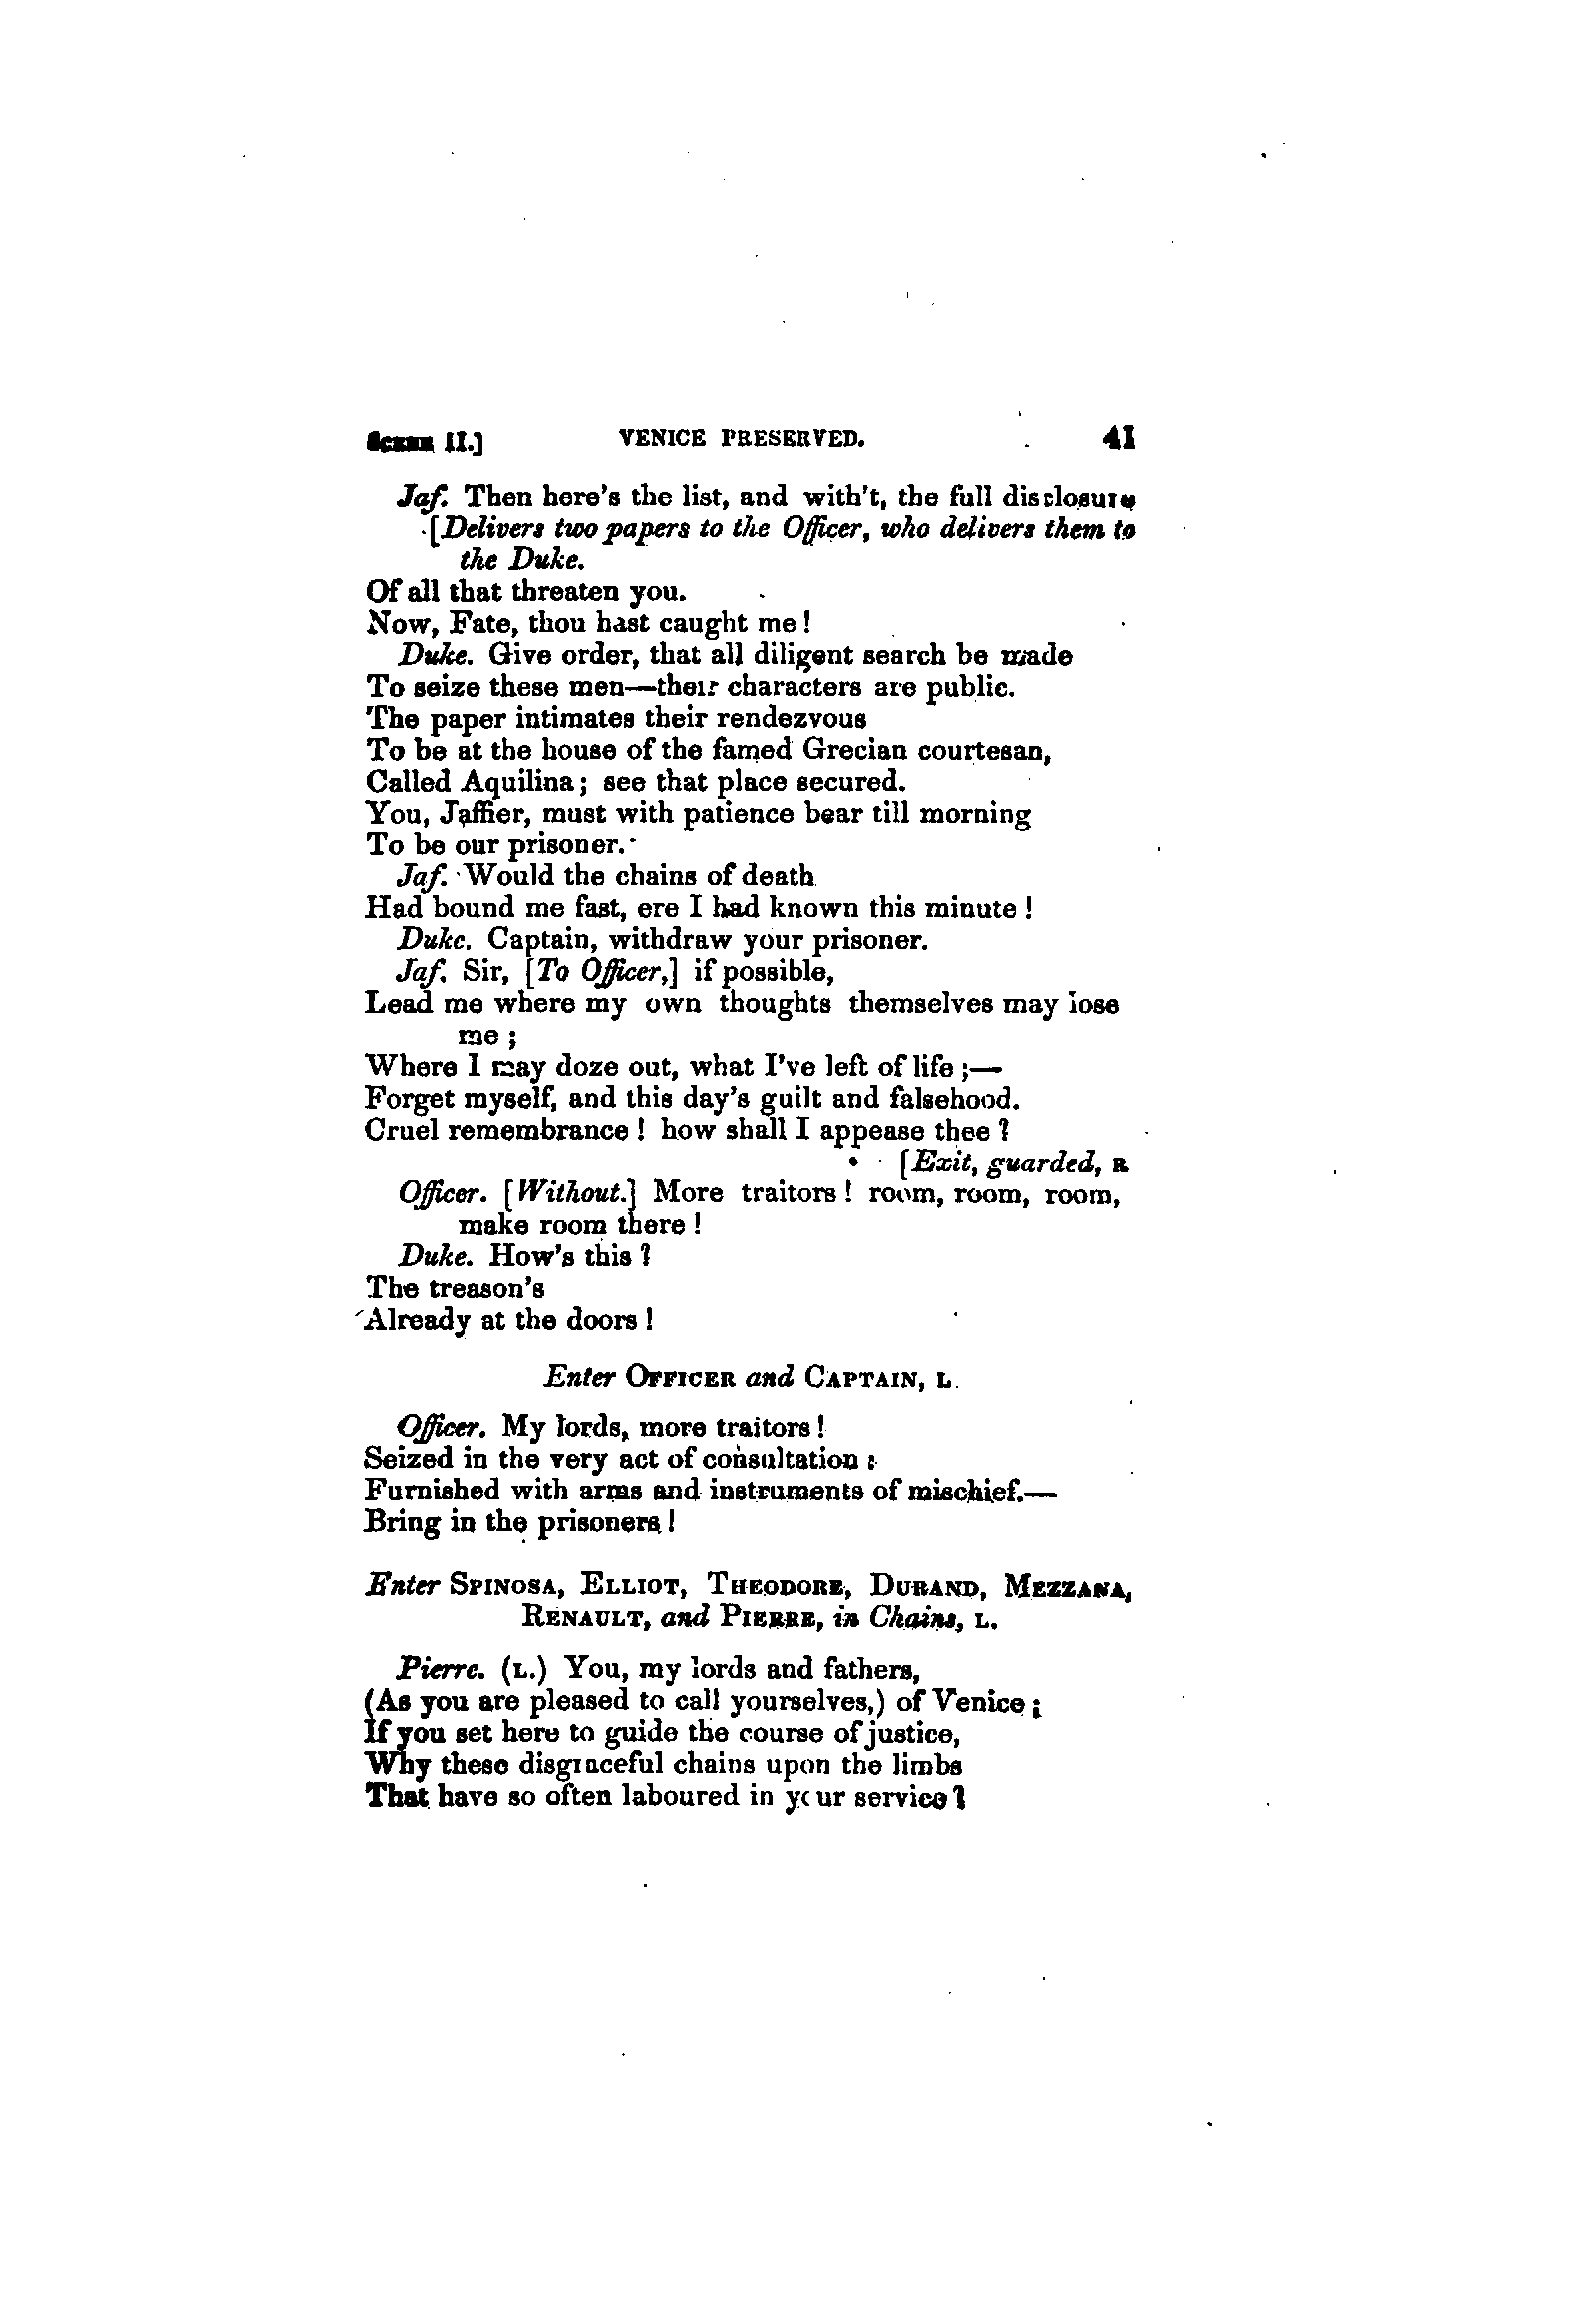 Scene II.] VENICE PRESERVED. 41
Jaf. Then here's the list, and with't, the full disclosure
[Delivers two papers to the Officer, who delivers them to
the Duke.
Of all that threaten you.
Now, Fate, thou hast caught me!
Duke. Give order, that all diligent search be made
To seize these men—their characters are public.
The paper intimates their rendezvous
To be at the house of the famed Grecian courtesan,
Called Aquilina; see that place secured.
You, Jaffier, must with patience bear till morning
To be our prisoner.
Jaf. Would the chains of death
Had bound me fast, ere I had known this minute!
Duke. Captain, withdraw your prisoner.
Jaf. Sir, [To Officer,] if possible,
Lead me where my own thoughts themselves may lose
me;
Where I may doze out, what I've left of life;—
Forget myself, and this day's guilt and falsehood.
Cruel remembrance! how shall I appease thee?
[Exit, guarded, R
Officer. [Without.] More traitors! room, room, room,
make room there!
Duke. How's this?
The treason's
Already at the doors!
Enter OFFICER and CAPTAIN, L.
Officer. My lords, more traitors!
Seized in the very act of consultation:
Furnished with arms and instruments of mischief.—
Bring in the prisoners!
Enter SPINOSA, ELLIOT, THEODORE, DURAND, MEZZANA,
RENAULT, and PIERRE, in Chains, L.
Pierre. (L.) You, my lords and fathers,
(As you are pleased to call yourselves,) of Venice;
If you set here to guide the course of justice,
Why these disgraceful chains upon the limbs
That have so often laboured in your service?